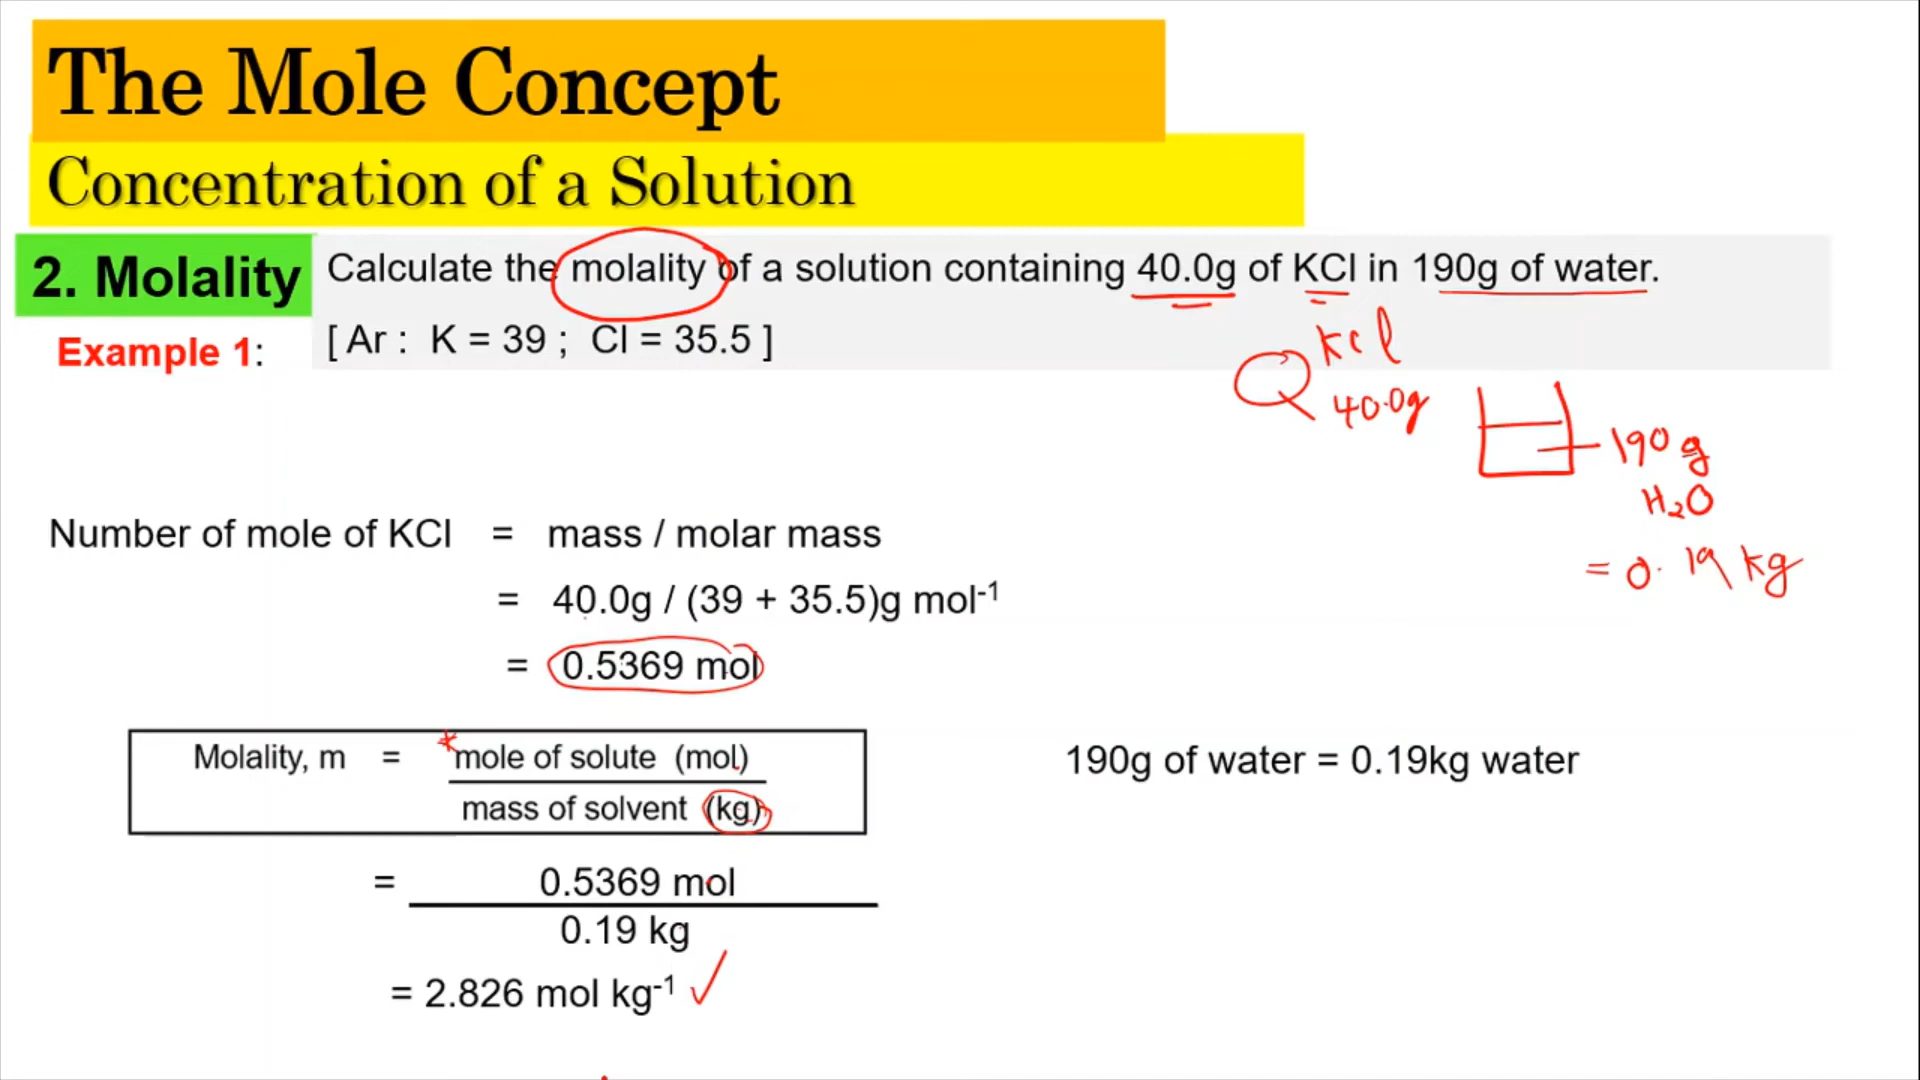 The Mole Concept
Concentration of a Solution
2. Molality
Calculate the molality of a solution containing 40.0g of KCl in 190g of water.
[ Ar : K = 39 ; Cl = 35.5 ]
Example 1:
KCl
40.0g
190 g
H₂O
= 0.19 kg
Number of mole of KCl = mass / molar mass
= 40.0g / (39 + 35.5)g mol⁻¹
= 0.5369 mol
Molality, m = *mole of solute (mol)
mass of solvent (kg)
190g of water = 0.19kg water
= 0.5369 mol
0.19 kg
= 2.826 mol kg⁻¹ ✓